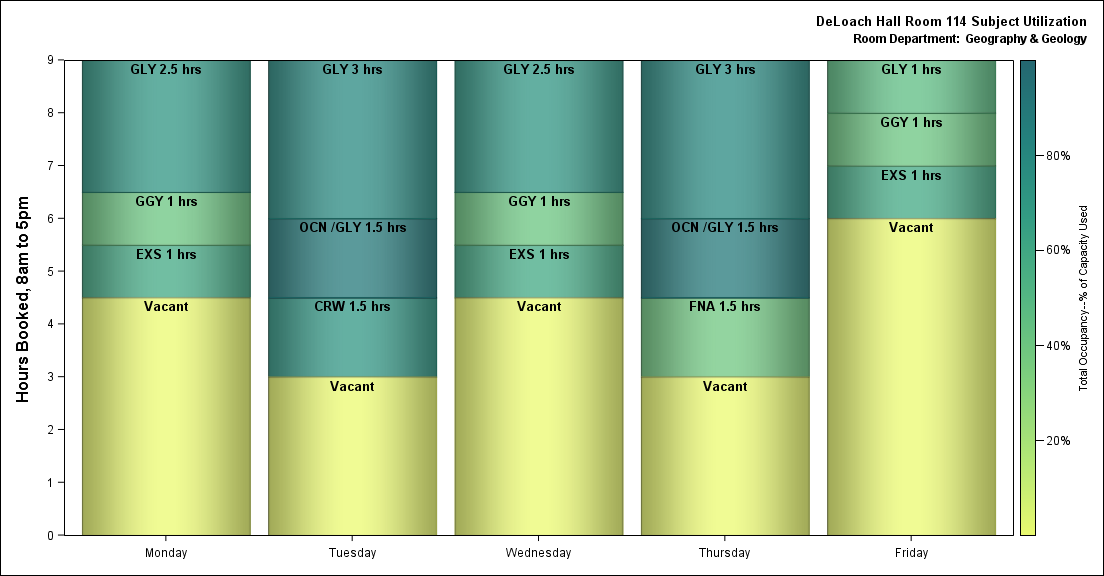 DeLoach Hall Room 114 Subject Utilization
Room Department: Geography & Geology
Hours Booked, 8am to 5pm
9
8
7
6
5
4
3
2
1
0
GLY 2.5 hrs
GGY 1 hrs
EXS 1 hrs
Vacant
Monday
GLY 3 hrs
OCN /GLY 1.5 hrs
CRW 1.5 hrs
Vacant
Tuesday
GLY 2.5 hrs
GGY 1 hrs
EXS 1 hrs
Vacant
Wednesday
GLY 3 hrs
OCN /GLY 1.5 hrs
FNA 1.5 hrs
Vacant
Thursday
GLY 1 hrs
GGY 1 hrs
EXS 1 hrs
Vacant
Friday
80%
60%
40%
20%
Total Occupancy--% of Capacity Used